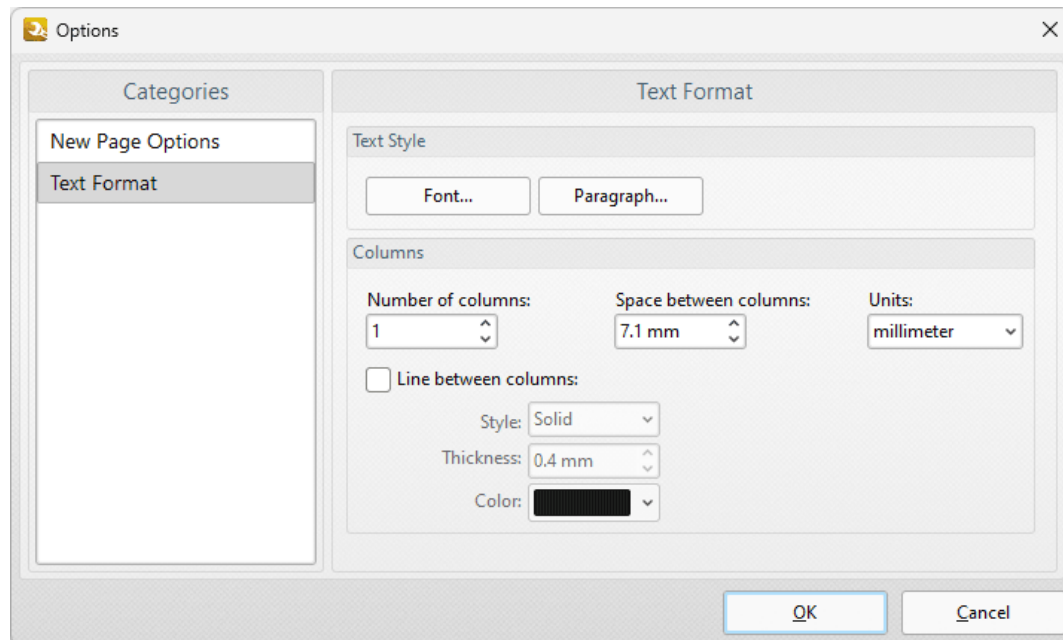 Options
Categories
New Page Options
Text Format
Text Format
Text Style
Font...
Paragraph...
Columns
Number of columns:
Space between columns:
Units:
1
7.1 mm
millimeter
Line between columns:
Style: Solid
Thickness: 0.4 mm
Color:
OK
Cancel